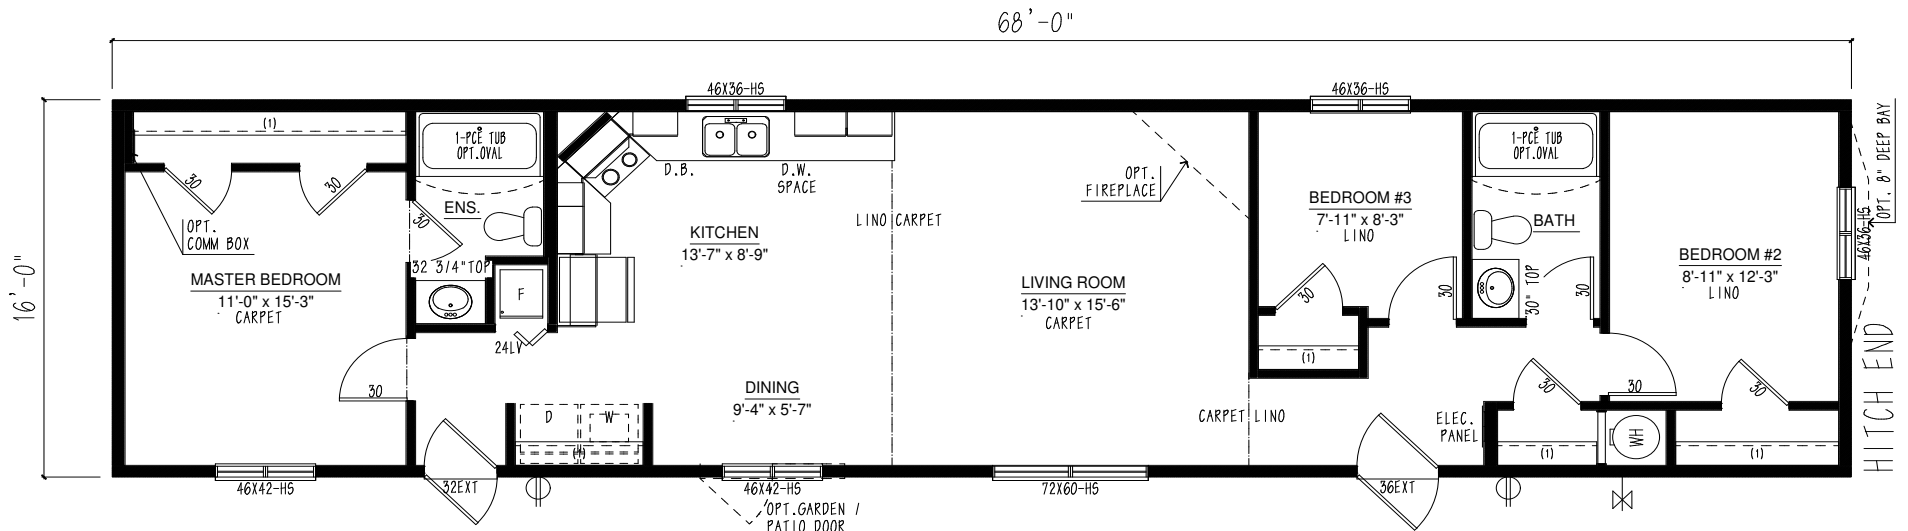 68'-0"
46X36-HS
46X36-HS
16'-0"
(1)
1-PCE TUB
OPT.OVAL
30
30
OPT.
COMM BOX
ENS.
30
32 3/4"TOP
MASTER BEDROOM
11'-0" x 15'-3"
CARPET
30
F
24LV
D.B.
D.W.
SPACE
KITCHEN
13'-7" x 8'-9"
LINO
CARPET
DINING
9'-4" x 5'-7"
D
W
OPT.
FIREPLACE
LIVING ROOM
13'-10" x 15'-6"
CARPET
CARPET
LINO
BEDROOM #3
7'-11" x 8'-3"
LINO
30
(1)
30
1-PCE TUB
OPT.OVAL
BATH
30" TOP
30
BEDROOM #2
8'-11" x 12'-3"
LINO
30
30
30
ELEC.
PANEL
(1)
WH
(1)
46X36-HS
OPT. 8" DEEP BAY
HITCH END
46X42-HS
32EXT
46X42-HS
OPT.GARDEN /
PATIO DOOR
72X60-HS
36EXT